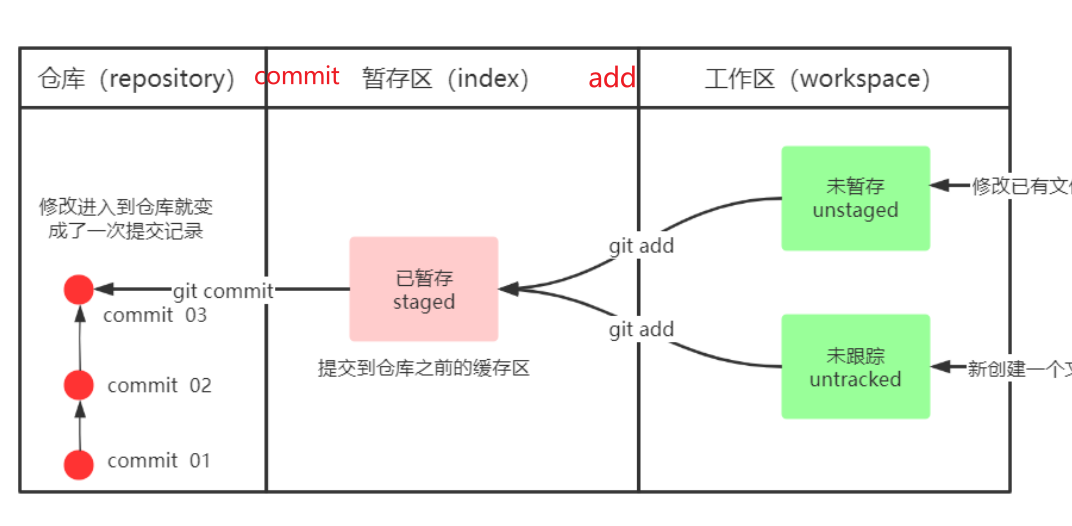 仓库（repository）
commit
暂存区（index）
add
工作区（workspace）
修改进入到仓库就变
成了一次提交记录
未暂存
unstaged
修改已有文
git add
已暂存
staged
git commit
commit 03
git add
提交到仓库之前的缓存区
未跟踪
untracked
新创建一个
commit 02
commit 01